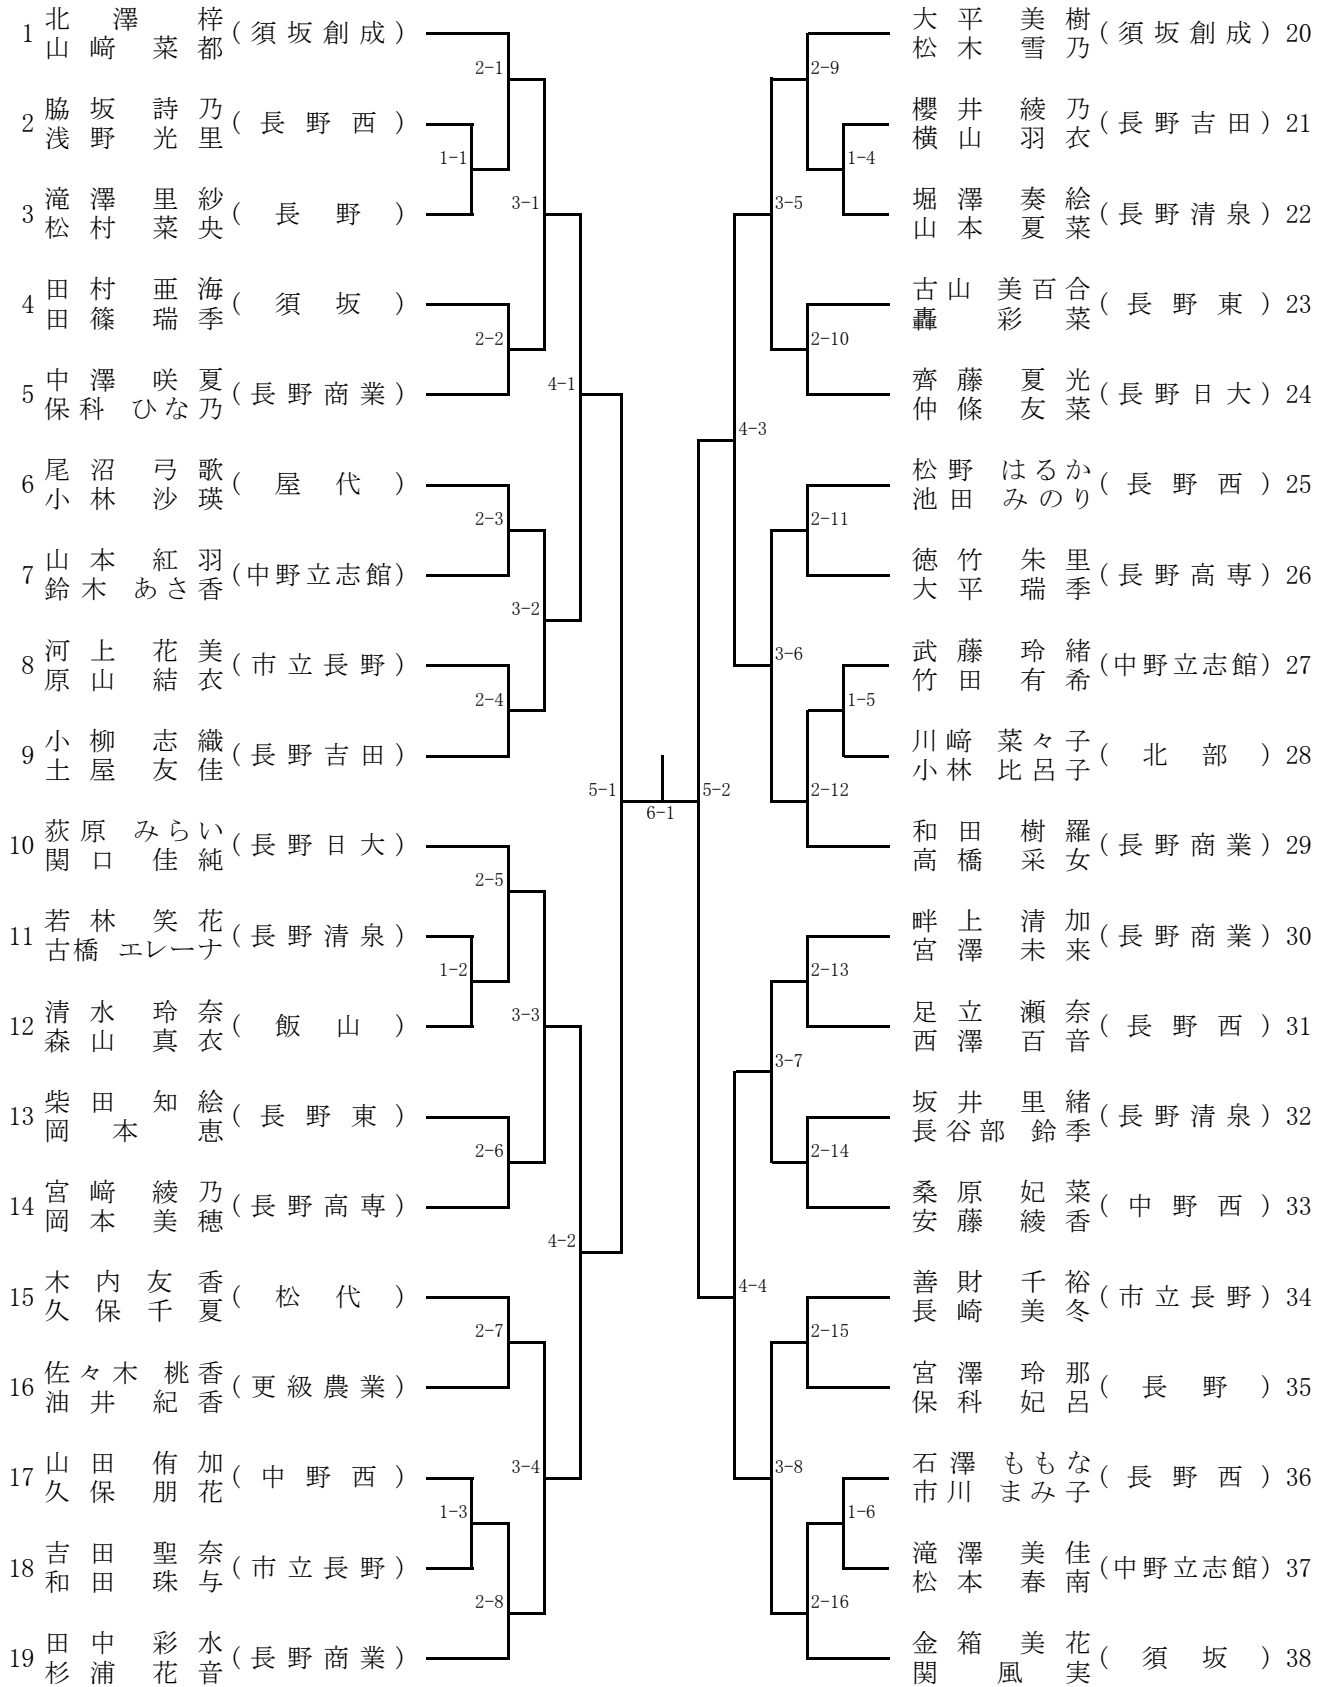 1 北澤 梓 (須坂創成)
山﨑 菜都
2-1
2 脇坂 詩乃 (長野西)
浅野 光里
1-1
3 滝澤 里紗 (長野)
松村 菜央
3-1
4 田村 亜海 (須坂)
田篠 瑞季
2-2
5 中澤 咲夏 (長野商業)
保科 ひな乃
4-1
6 尾沼 弓歌 (屋代)
小林 沙瑛
2-3
7 山本 紅羽 (中野立志館)
鈴木 あさ香
3-2
8 河上 花美 (市立長野)
原山 結衣
2-4
9 小柳 志織 (長野吉田)
土屋 友佳
5-1
10 荻原 みらい (長野日大)
関口 佳純
2-5
11 若林 笑花 (長野清泉)
古橋 エレーナ
1-2
12 清水 玲奈 (飯山)
森山 真衣
3-3
13 柴田 知絵 (長野東)
岡本 恵
2-6
14 宮﨑 綾乃 (長野高専)
岡本 美穂
4-2
15 木内 友香 (松代)
久保 千夏
2-7
16 佐々木 桃香 (更級農業)
油井 紀香
17 山田 侑加 (中野西)
久保 朋花
3-4
1-3
18 吉田 聖奈 (市立長野)
和田 珠与
2-8
19 田中 彩水 (長野商業)
杉浦 花音
6-1
大平 美樹 (須坂創成) 20
松木 雪乃
2-9
櫻井 綾乃 (長野吉田) 21
横山 羽衣
1-4
堀澤 奏絵 (長野清泉) 22
山本 夏菜
3-5
古山 美百合 (長野東) 23
轟 彩菜
2-10
齊藤 夏光 (長野日大) 24
仲條 友菜
4-3
松野 はるか (長野西) 25
池田 みのり
2-11
徳竹 朱里 (長野高専) 26
大平 瑞季
3-6
武藤 玲緒 (中野立志館) 27
竹田 有希
1-5
川﨑 菜々子 (北部) 28
小林 比呂子
5-2
2-12
和田 樹羅 (長野商業) 29
高橋 采女
畔上 清加 (長野商業) 30
宮澤 未来
2-13
足立 瀬奈 (長野西) 31
西澤 百音
3-7
坂井 里緒 (長野清泉) 32
長谷部 鈴季
2-14
桑原 妃菜 (中野西) 33
安藤 綾香
4-4
善財 千裕 (市立長野) 34
長崎 美冬
2-15
宮澤 玲那 (長野) 35
保科 妃呂
3-8
石澤 ももな (長野西) 36
市川 まみ子
1-6
滝澤 美佳 (中野立志館) 37
松本 春南
2-16
金箱 美花 (須坂) 38
関 風実